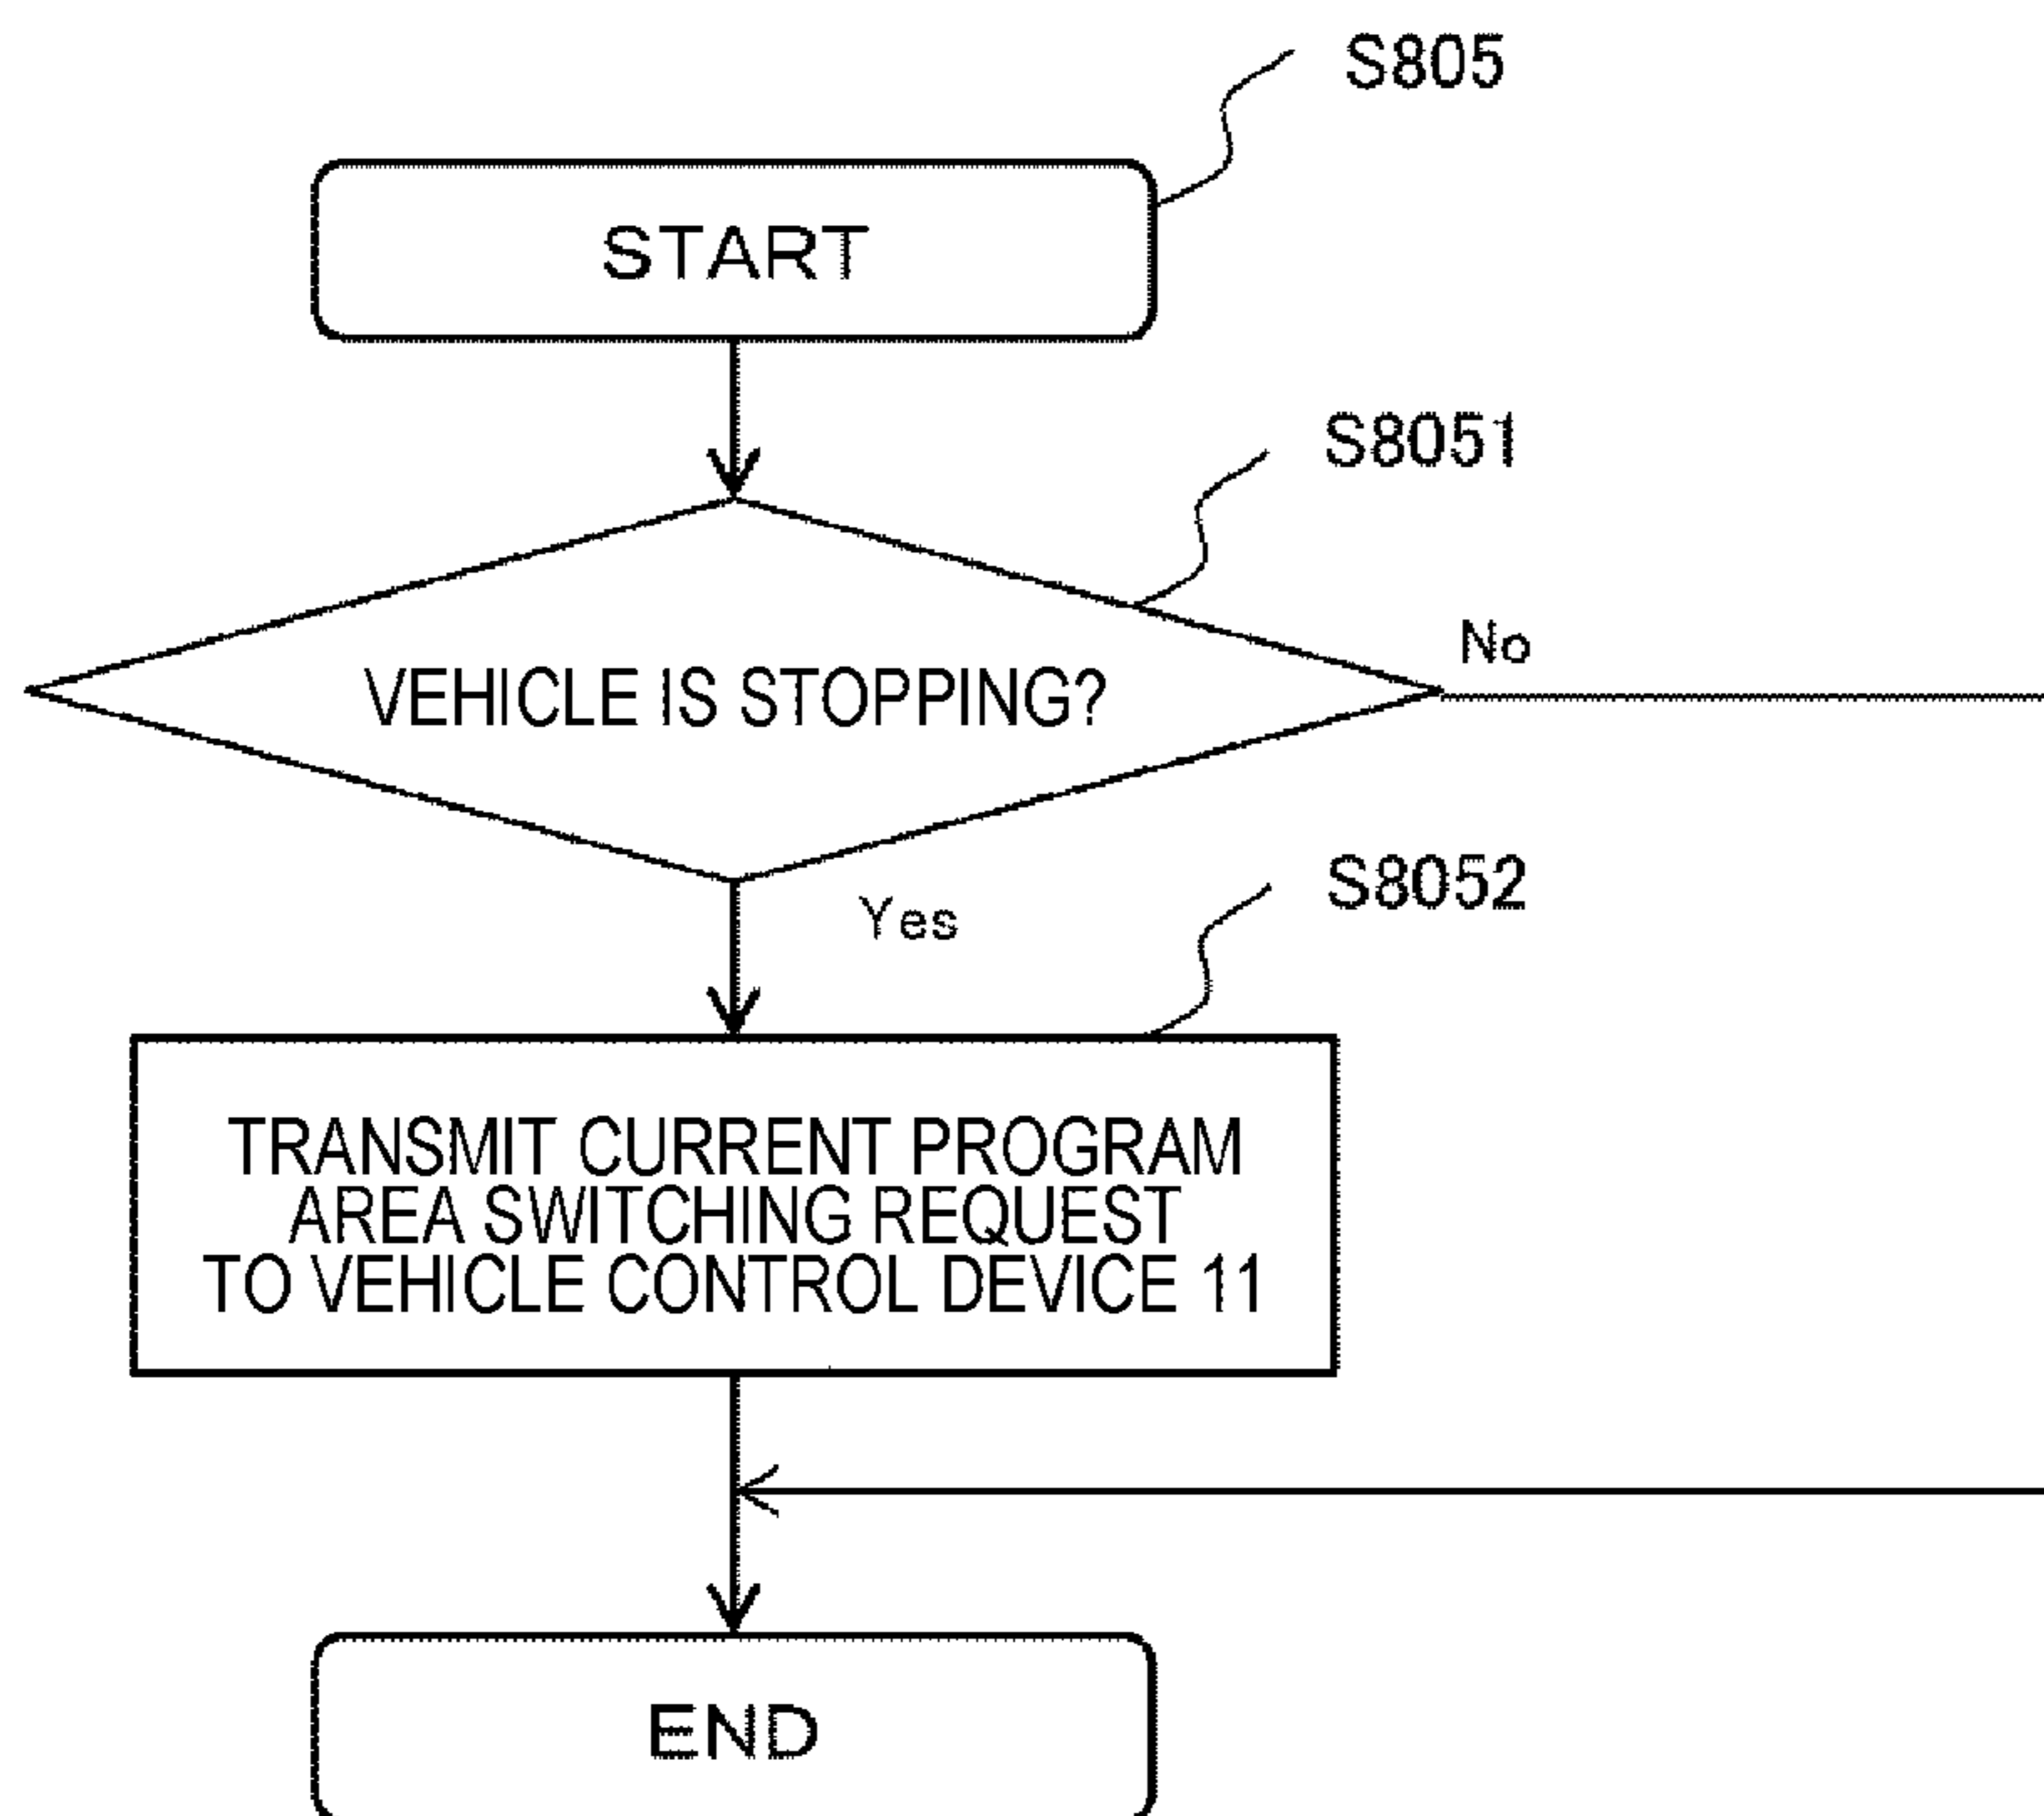 S805
START
S8051
No
VEHICLE IS STOPPING?
S8052
Yes
TRANSMIT CURRENT PROGRAM
AREA SWITCHING REQUEST
TO VEHICLE CONTROL DEVICE 11
END